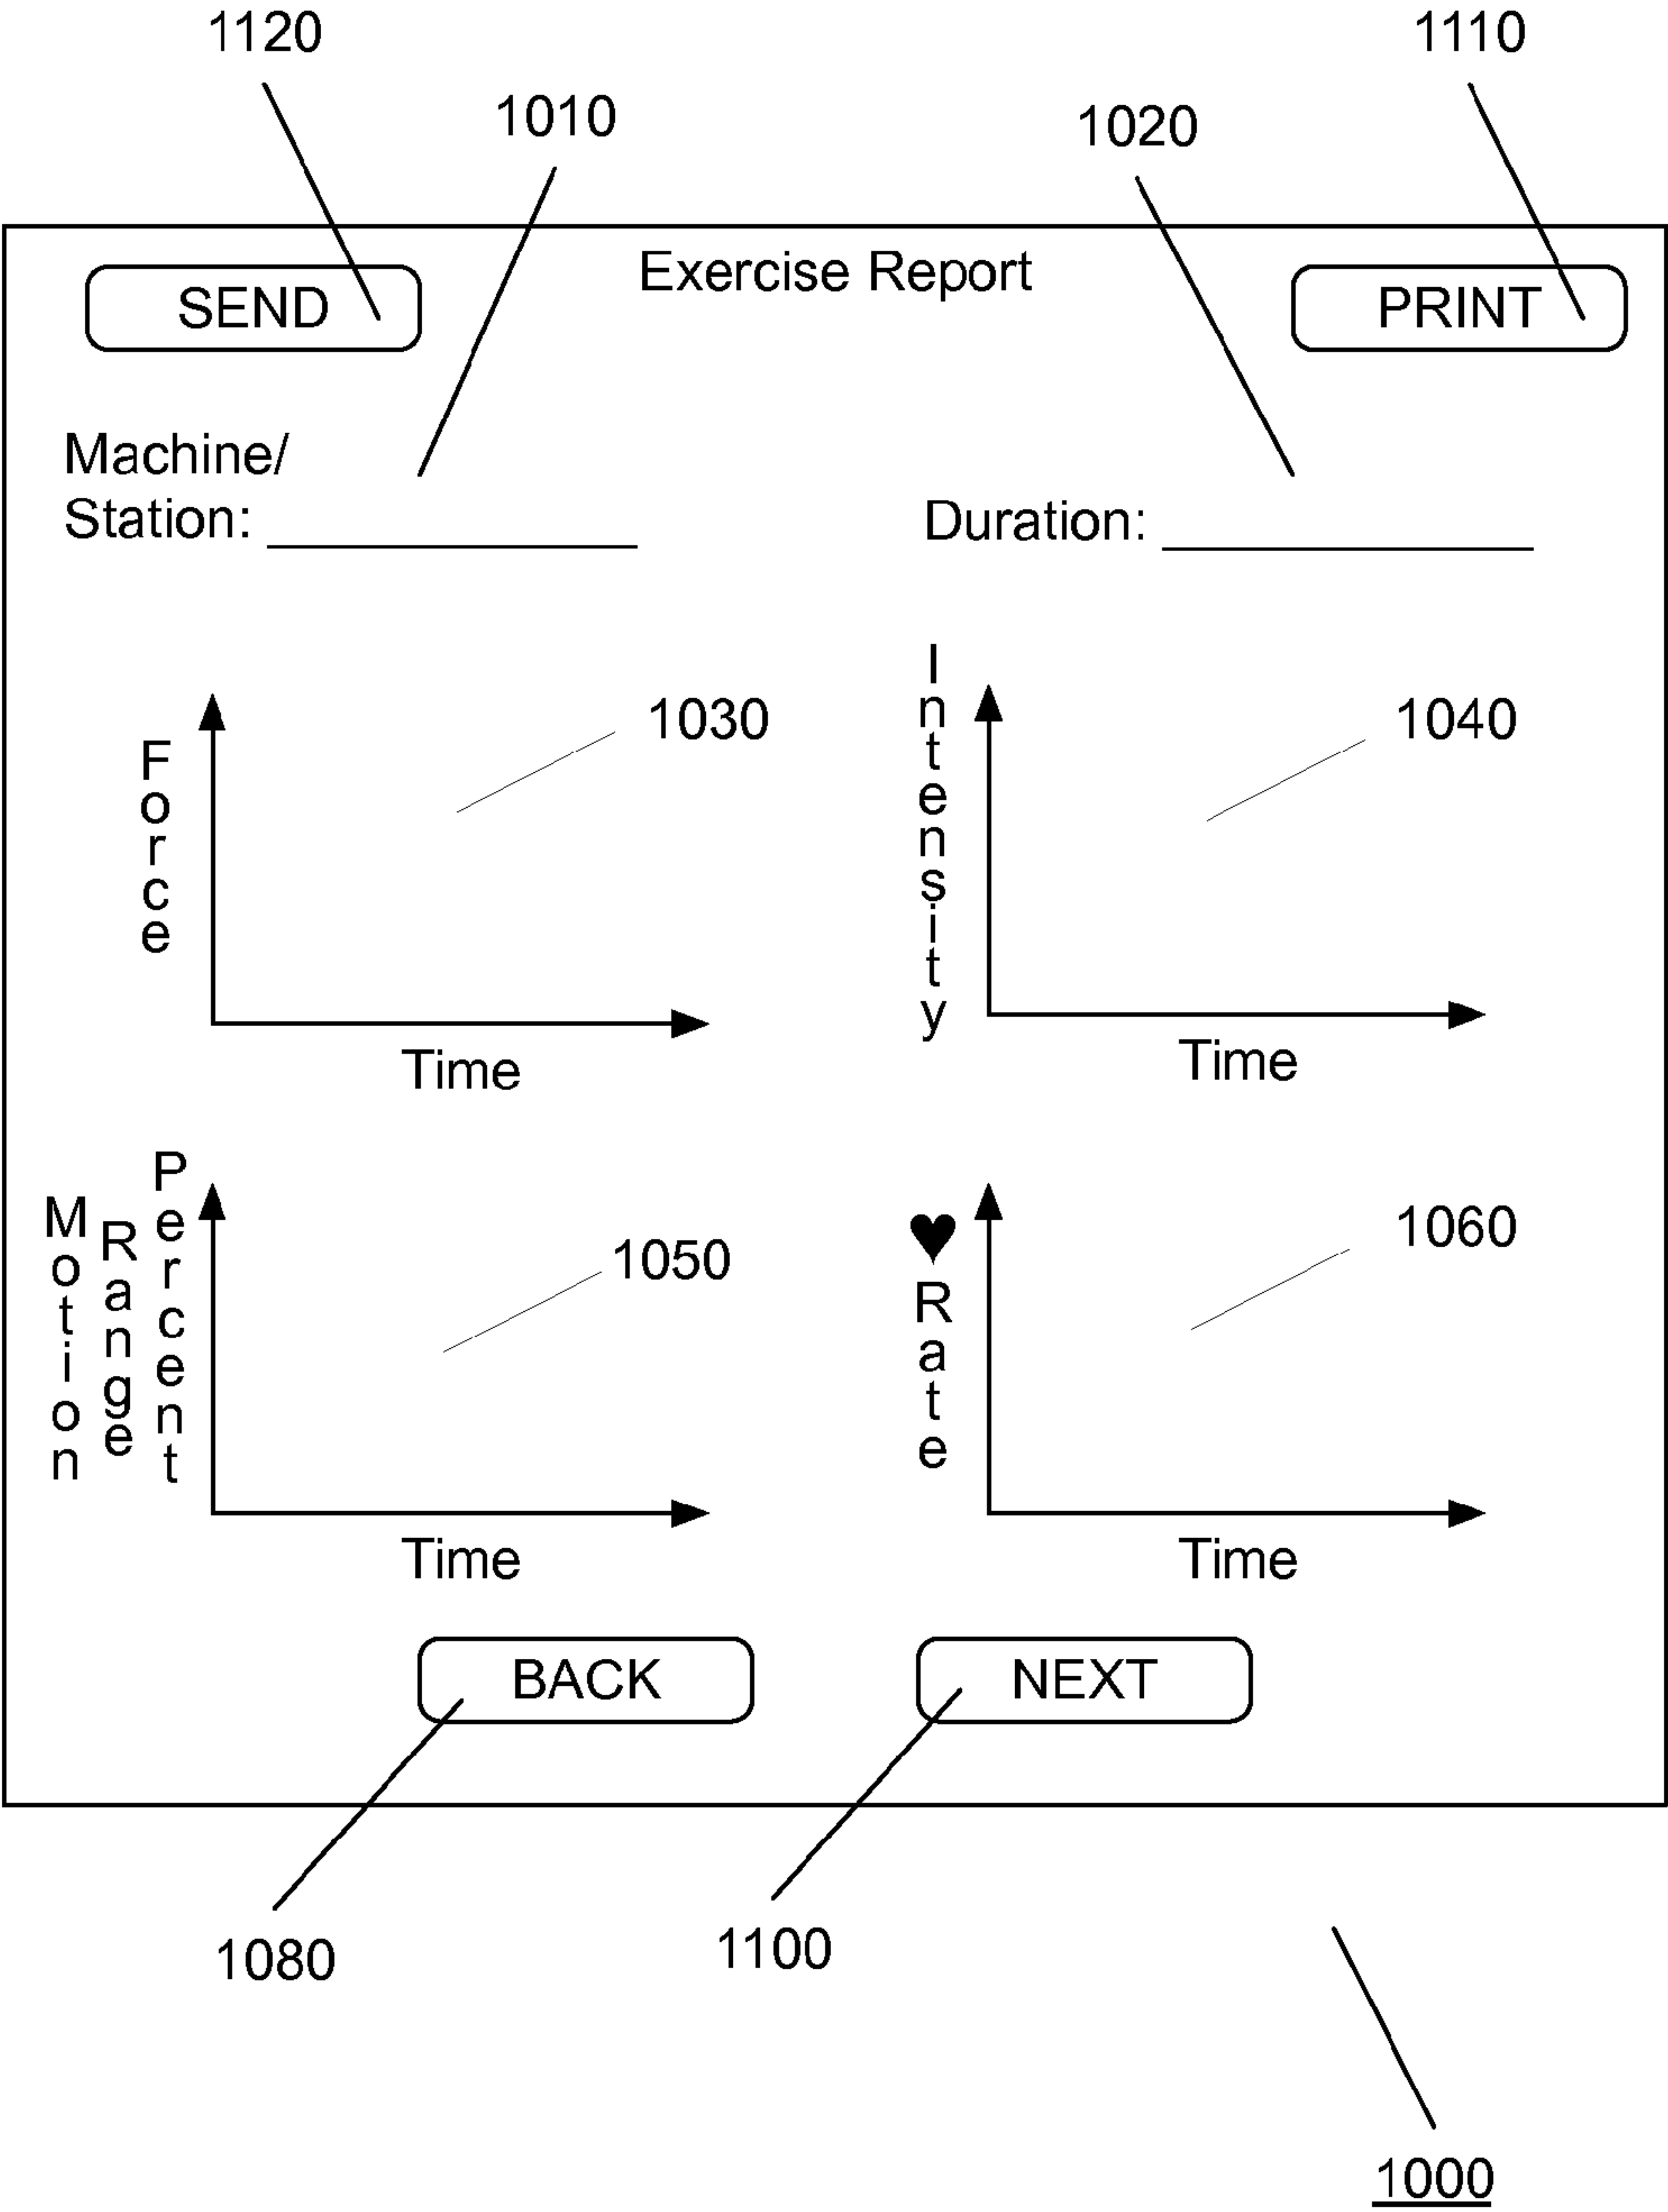 1120
1110
1010
1020
Exercise Report
SEND
PRINT
Machine/
Station:
Duration:
Force
1030
Intensity
1040
Time
Time
Motion
Range
Percent
1050
♥ Rate
1060
Time
Time
BACK
NEXT
1080
1100
1000